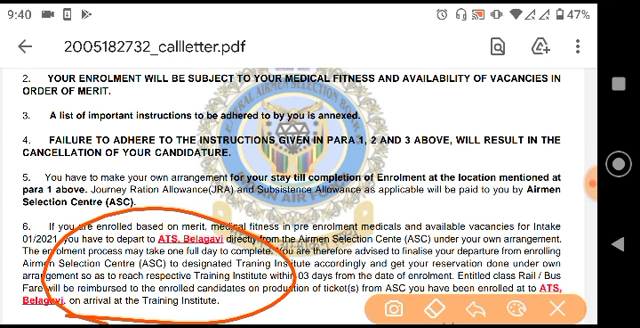 9:40 47%
2005182732_callletter.pdf
2. YOUR ENROLMENT WILL BE SUBJECT TO YOUR MEDICAL FITNESS AND AVAILABILITY OF VACANCIES IN
ORDER OF MERIT.
3. A list of important instructions to be adhered to by you is annexed.
4. FAILURE TO ADHERE TO THE INSTRUCTIONS GIVEN IN PARA 1, 2 AND 3 ABOVE, WILL RESULT IN THE
CANCELLATION OF YOUR CANDIDATURE.
5. You have to make your own arrangement for your stay till completion of Enrolment at the location mentioned at
para 1 above. Journey Ration Allowance(JRA) and Subsistence Allowance as applicable will be paid to you by Airmen
Selection Centre (ASC).
6. If you are enrolled based on merit, medical fitness in pre enrolment medicals and available vacancies for Intake
01/2021, you have to depart to ATS, Belagavi directly from the Airmen Selection Cente (ASC) under your own arrangement.
The enrolment process may take one full day to complete. You are therefore advised to finalise your departure from enrolling
Airmen Selection Centre (ASC) to designated Traning Institute accordingly and get your reservation done under own
arrangement so as to reach respective Training Institute within 03 days from the date of enrolment. Entitled class Rail / Bus
Fare will be reimbursed to the enrolled candidates on production of ticket(s) from ASC you have been enrolled at to ATS,
Belagavi, on arrival at the Training Institute.